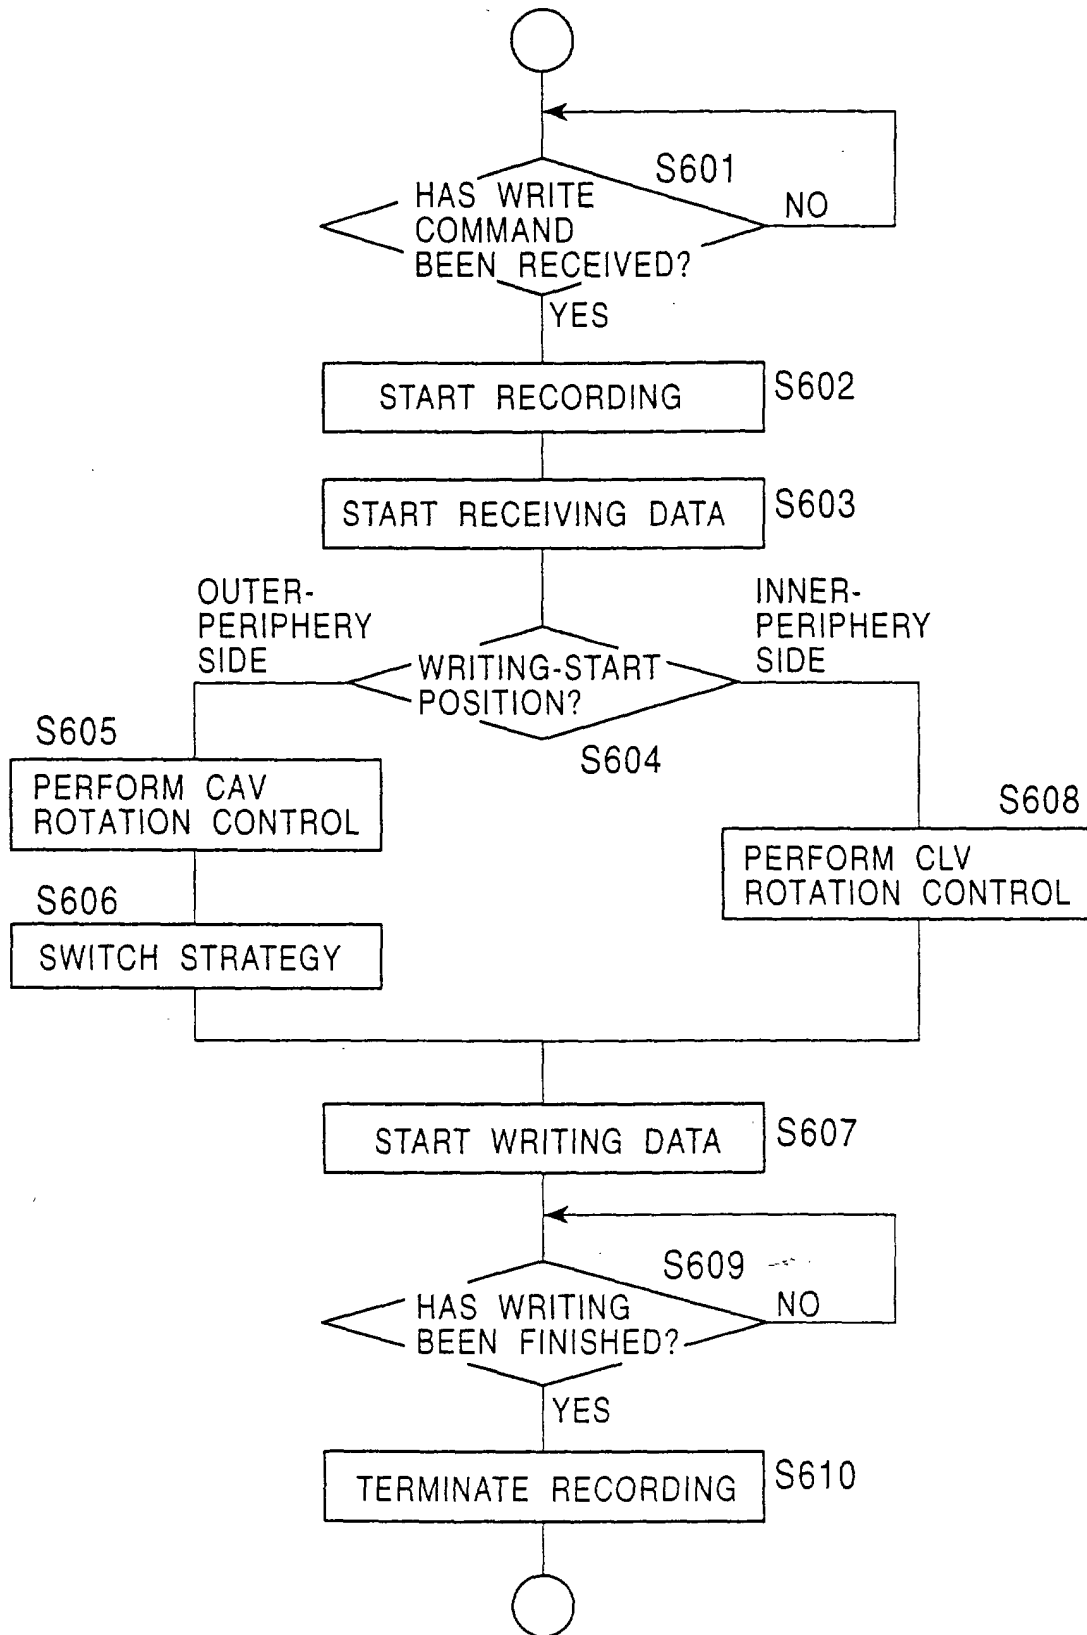 S601
HAS WRITE
COMMAND
BEEN RECEIVED?
NO
YES
START RECORDING
S602
START RECEIVING DATA
S603
OUTER-
PERIPHERY
SIDE
INNER-
PERIPHERY
SIDE
WRITING-START
POSITION?
S604
S605
PERFORM CAV
ROTATION CONTROL
S606
SWITCH STRATEGY
S608
PERFORM CLV
ROTATION CONTROL
START WRITING DATA
S607
S609
HAS WRITING
BEEN FINISHED?
NO
YES
TERMINATE RECORDING
S610